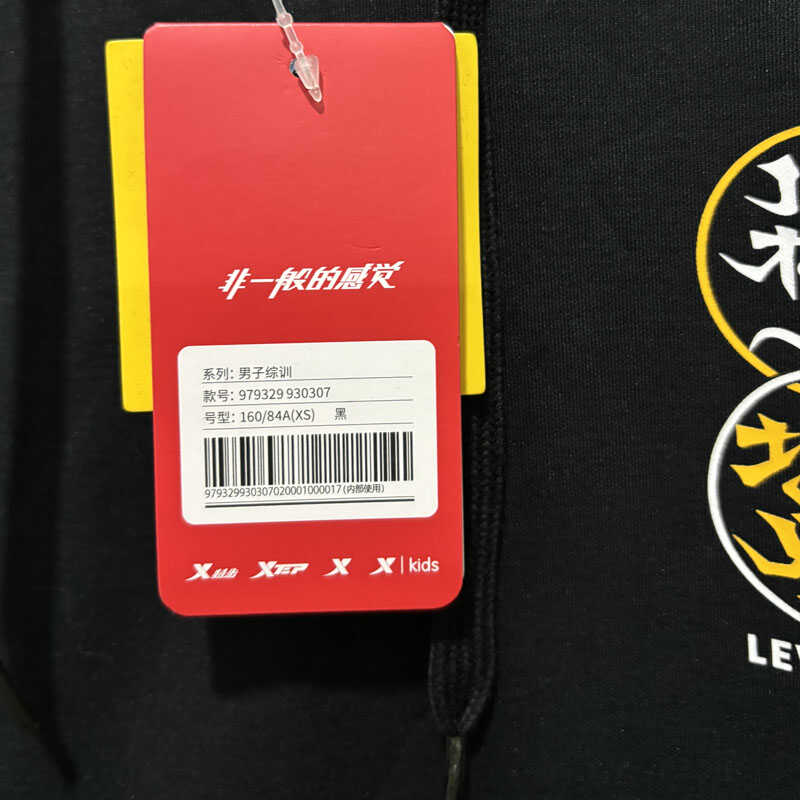 非一般的感觉
系列: 男子综训
款号: 979329 930307
号型: 160/84A(XS) 黑
979329930307020001000017 (内部使用)
X特步 XTEP X X | kids
LEV